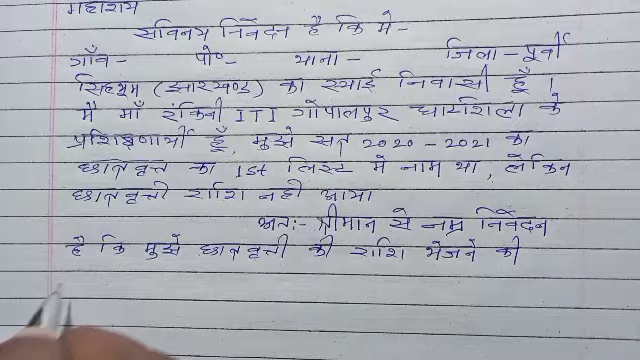 महाशय
सविनय निवेदन है कि मैं-
गाँव- पो०- थाना- जिला- पूर्वी
सिंहभूम (झारखण्ड) का स्थाई निवासी हूँ।
मैं माँ रंकिनी ITI गोपालपुर घाटशिला के
प्रशिक्षणार्थी हूँ, मुझे सत्र 2020-2021 का
छात्रवृत्त का 1st लिस्ट मे नाम था, लेकिन
छात्रवृत्ती राशि नही आया
अतः- श्रीमान से नम्र निवेदन
है कि मुझे छात्रवृत्ती की राशि भेजने की